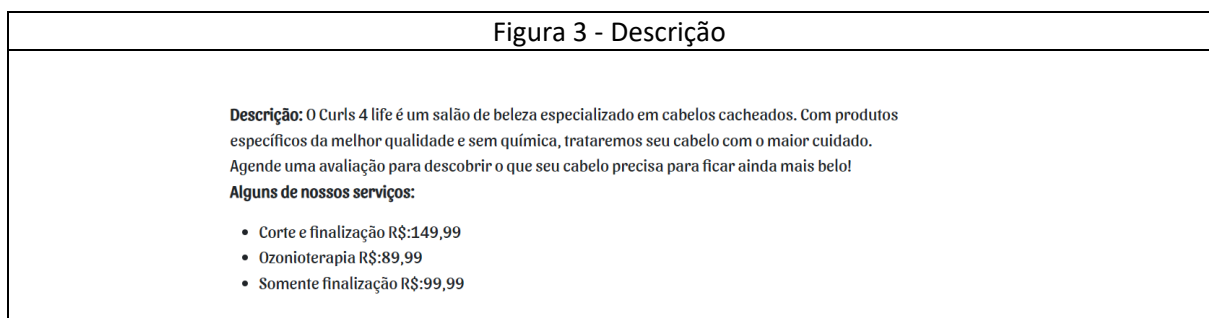 Figura 3 - Descrição
Descrição: O Curls 4 life é um salão de beleza especializado em cabelos cacheados. Com produtos
específicos da melhor qualidade e sem química, trataremos seu cabelo com o maior cuidado.
Agende uma avaliação para descobrir o que seu cabelo precisa para ficar ainda mais belo!
Alguns de nossos serviços:
• Corte e finalização R$:149,99
• Ozonioterapia R$:89,99
• Somente finalização R$:99,99